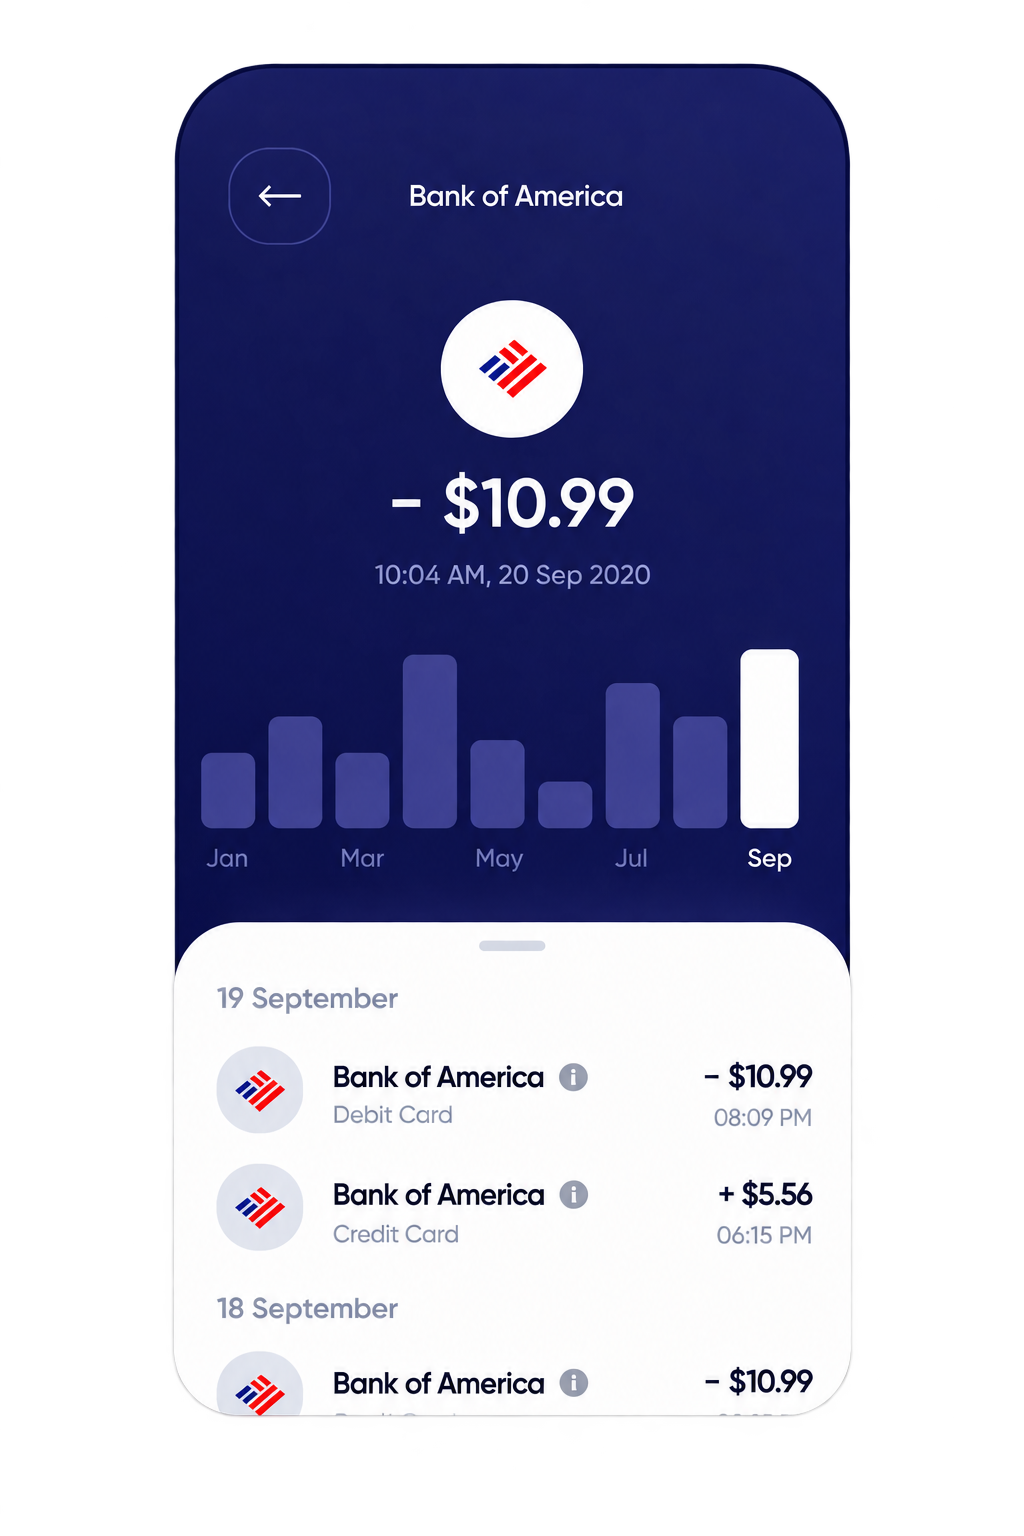 Bank of America
- $10.99
10:04 AM, 20 Sep 2020
Jan Mar May Jul Sep
19 September
Bank of America i - $10.99
Debit Card 08:09 PM
Bank of America i + $5.56
Credit Card 06:15 PM
18 September
Bank of America i - $10.99